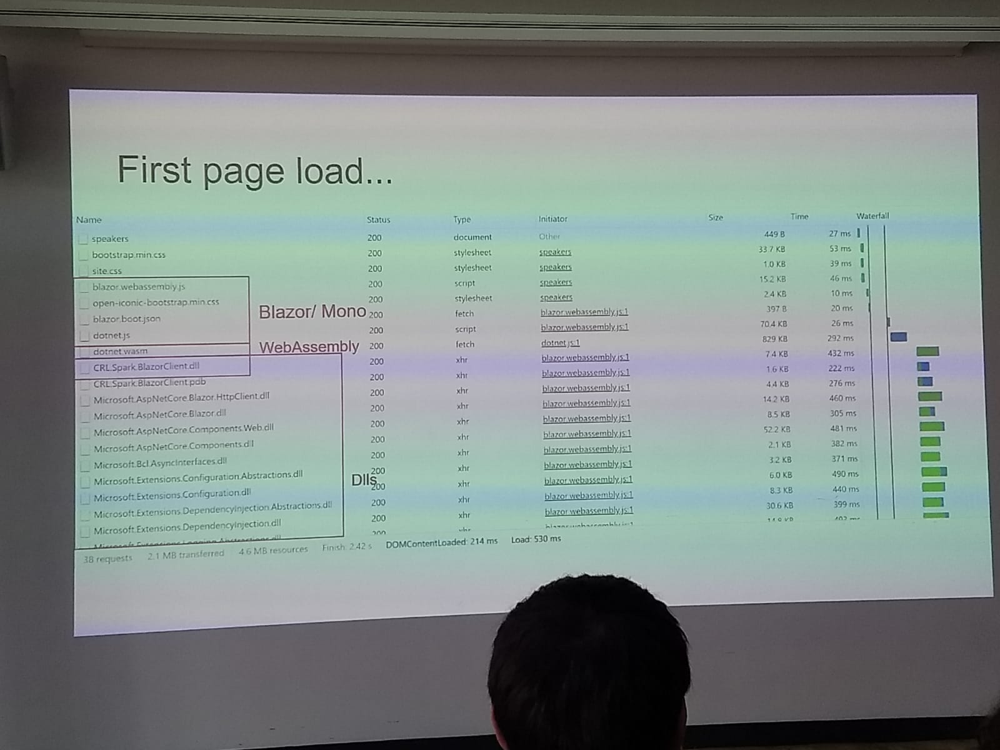 First page load...
Name Status Type Initiator Size Time Waterfall
speakers 200 document Other 449 B 27 ms
bootstrap.min.css 200 stylesheet speakers 33.7 KB 53 ms
site.css 200 stylesheet speakers 1.0 KB 39 ms
blazor.webassembly.js 200 script speakers 15.2 KB 46 ms
open-iconic-bootstrap.min.css 200 stylesheet speakers 2.4 KB 10 ms
blazor.boot.json Blazor/ Mono 200 fetch blazor.webassembly.js:1 397 B 20 ms
dotnet.js 200 script blazor.webassembly.js:1 70.4 KB 26 ms
dotnet.wasm WebAssembly 200 fetch dotnet.js:1 829 KB 292 ms
CRL.Spark.BlazorClient.dll 200 xhr blazor.webassembly.js:1 7.4 KB 432 ms
CRL.Spark.BlazorClient.pdb 200 xhr blazor.webassembly.js:1 1.6 KB 222 ms
Microsoft.AspNetCore.Blazor.HttpClient.dll 200 xhr blazor.webassembly.js:1 4.4 KB 276 ms
Microsoft.AspNetCore.Blazor.dll 200 xhr blazor.webassembly.js:1 14.2 KB 460 ms
Microsoft.AspNetCore.Components.Web.dll 200 xhr blazor.webassembly.js:1 8.5 KB 305 ms
Microsoft.AspNetCore.Components.dll 200 xhr blazor.webassembly.js:1 52.2 KB 481 ms
Microsoft.Bcl.AsyncInterfaces.dll 200 xhr blazor.webassembly.js:1 2.1 KB 382 ms
Microsoft.Extensions.Configuration.Abstractions.dll Dlls 200 xhr blazor.webassembly.js:1 3.2 KB 371 ms
Microsoft.Extensions.Configuration.dll 200 xhr blazor.webassembly.js:1 6.0 KB 490 ms
Microsoft.Extensions.DependencyInjection.Abstractions.dll 200 xhr blazor.webassembly.js:1 8.3 KB 440 ms
Microsoft.Extensions.DependencyInjection.dll 200 xhr blazor.webassembly.js:1 30.6 KB 399 ms
38 requests 2.1 MB transferred 4.6 MB resources Finish: 2.42 s DOMContentLoaded: 214 ms Load: 530 ms